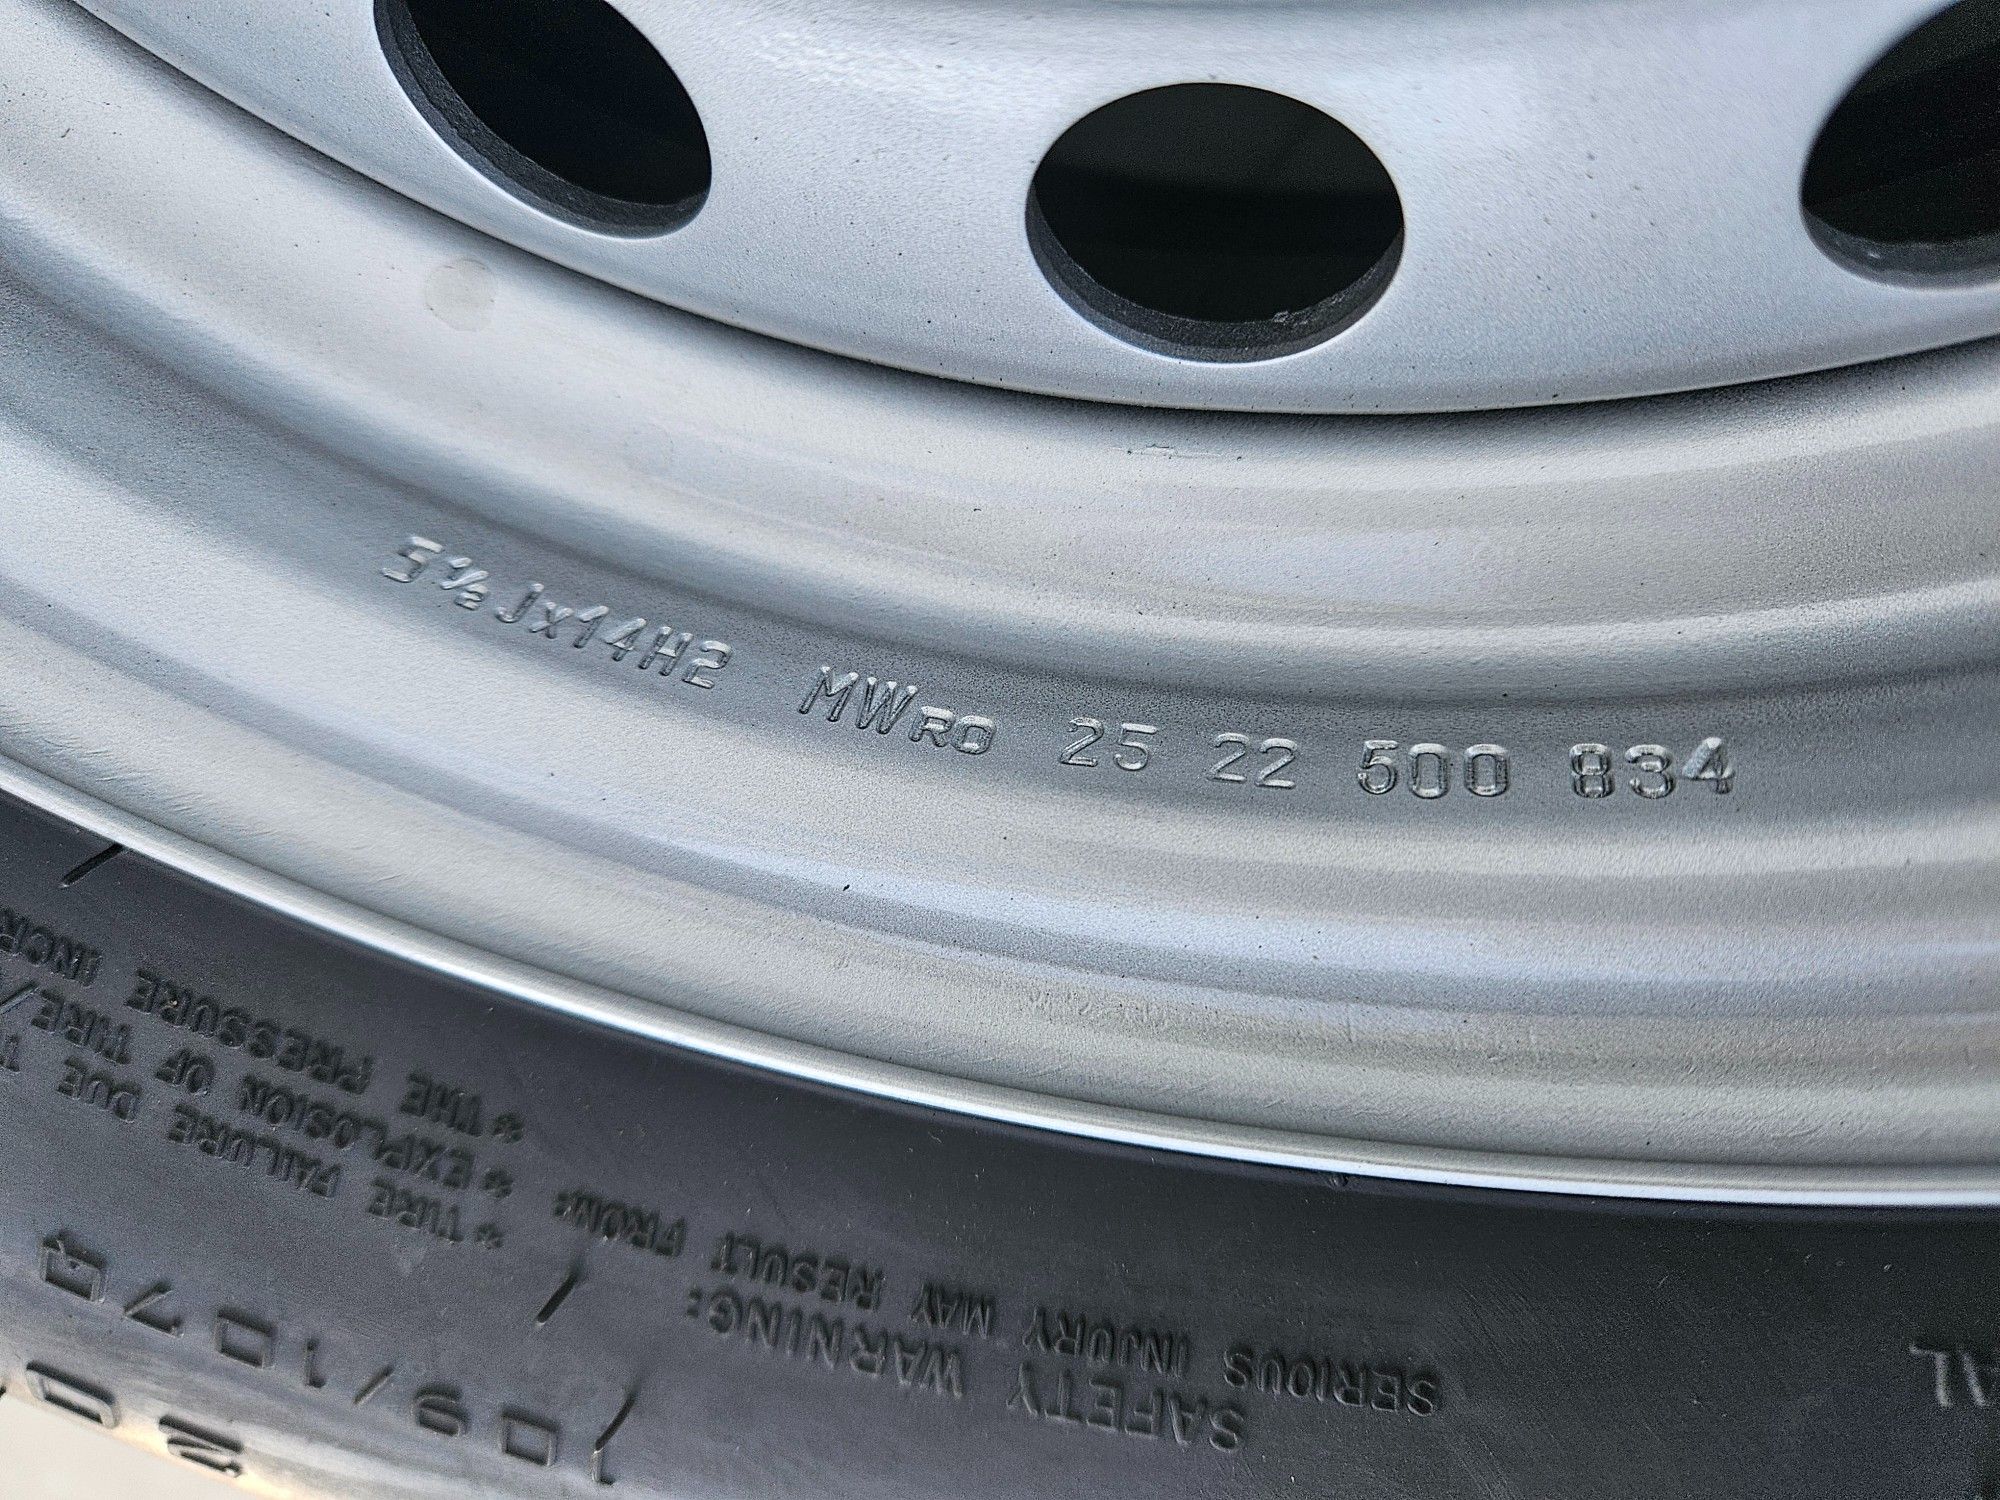 5½Jx14H2 MWRO 25 22 500 834
SAFETY WARNING:
SERIOUS INJURY MAY RESULT FROM:
* TIRE FAILURE DUE
* EXPLOSION OF TIRE/
* THE PRESSURE
109/107Q